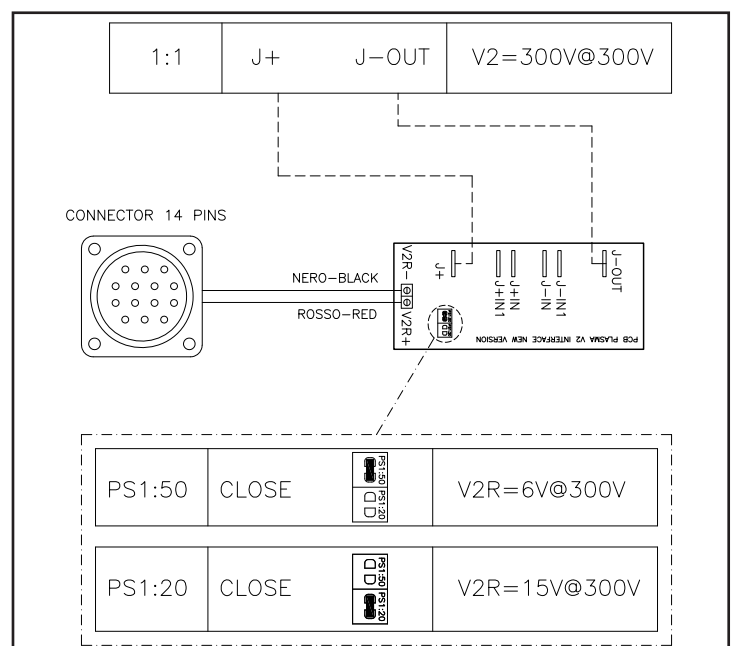 1:1 J+ J-OUT V2=300V@300V
CONNECTOR 14 PINS
NERO-BLACK
ROSSO-RED
V2R-
V2R+
J+
J+IN1
J+IN
J-IN
J-IN1
J-OUT
PCB PLASMA V2 INTERFACE NEW VERSION
PS1:50 CLOSE PS1:50 PS1:20 V2R=6V@300V
PS1:20 CLOSE PS1:50 PS1:20 V2R=15V@300V